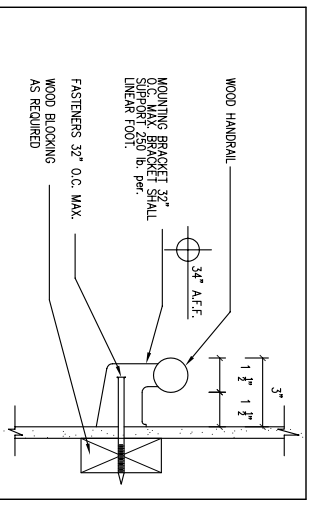 WOOD HANDRAIL
MOUNTING BRACKET 32"
O.C. MAX. BRACKET SHALL
SUPPORT 250 lb. per.
LINEAR FOOT.
FASTENERS 32" O.C. MAX.
WOOD BLOCKING
AS REQUIRED
34" A.F.F.
3"
1 1/2" 1 1/2"